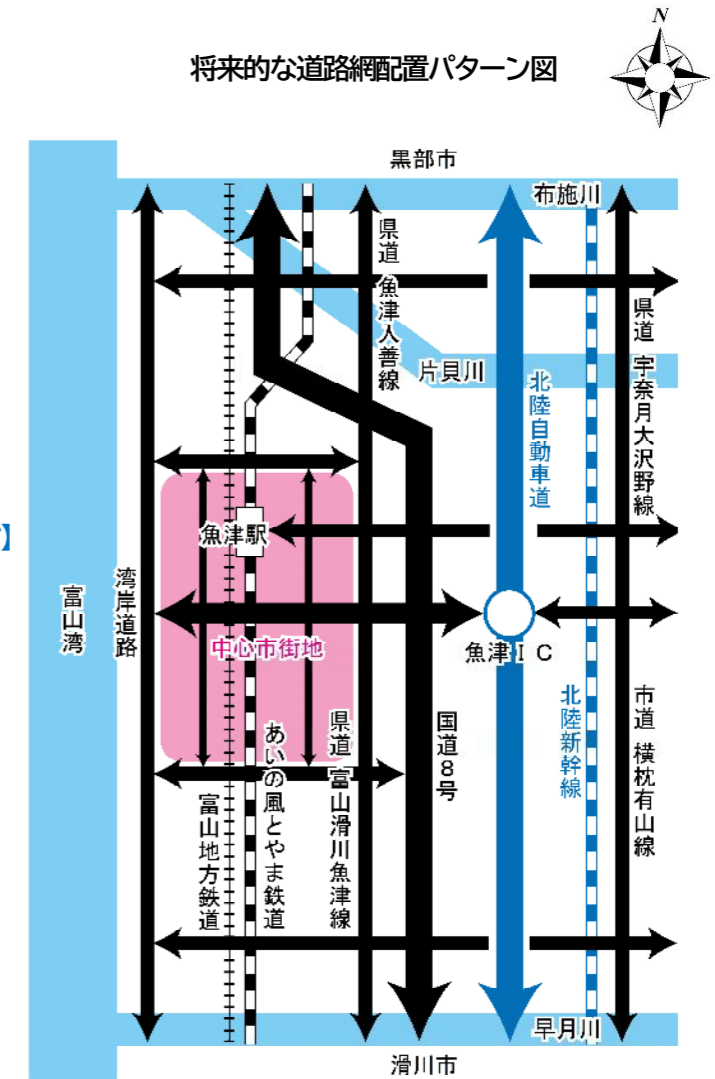 N
将来的な道路網配置パターン図
黒部市
布施川
県道 魚津入善線
県道 宇奈月大沢野線
片貝川
北陸自動車道
】
魚津駅
富山湾
湾岸道路
中心市街地
魚津IC
北陸新幹線
市道 横枕有山線
国道8号
県道 富山滑川魚津線
あいの風とやま鉄道
富山地方鉄道
早月川
滑川市